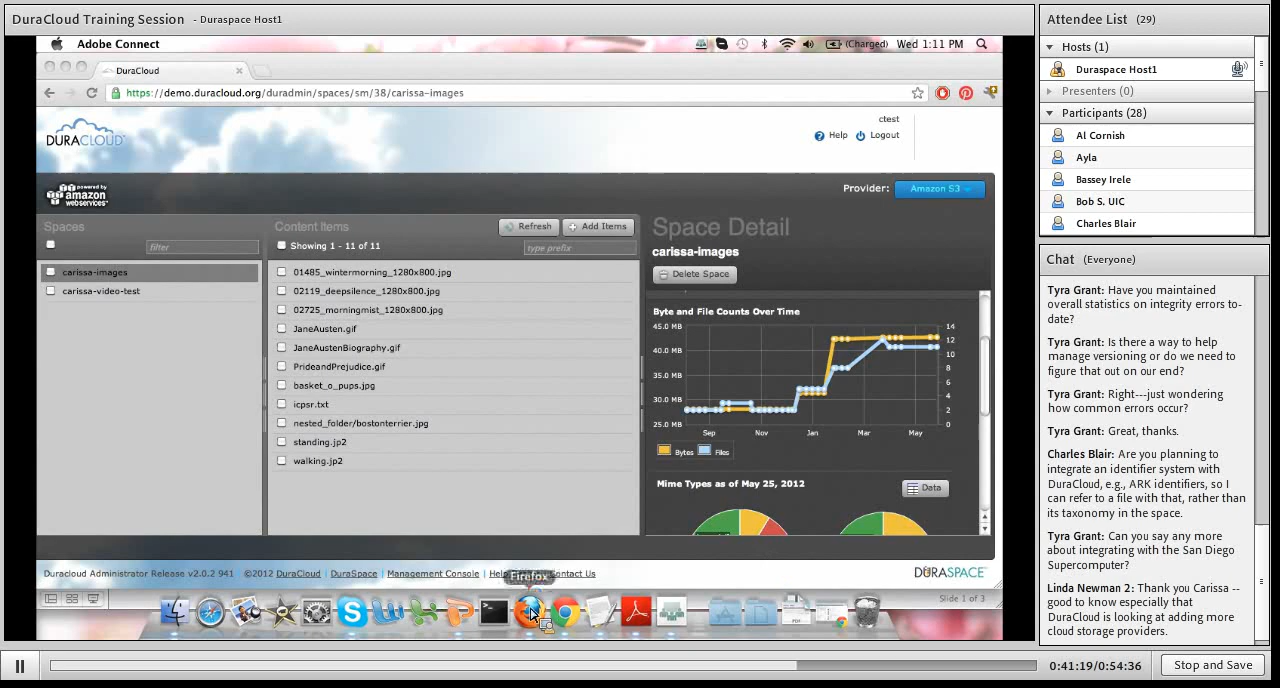 DuraCloud Training Session - Duraspace Host1
Adobe Connect
(Charged) Wed 1:11 PM
DuraCloud
https://demo.duracloud.org/duradmin/spaces/sm/38/carissa-images
DURACLOUD
ctest
Help Logout
powered by
amazon
webservices
Provider: Amazon S3
Spaces
filter
carissa-images
carissa-video-test
Content Items
Refresh
Add Items
Showing 1 - 11 of 11
type prefix
01485_wintermorning_1280x800.jpg
02119_deepsilence_1280x800.jpg
02725_morningmist_1280x800.jpg
JaneAusten.gif
JaneAustenBiography.gif
PrideandPrejudice.gif
basket_o_pups.jpg
icpsr.txt
nested_folder/bostonterrier.jpg
standing.jp2
walking.jp2
Space Detail
carissa-images
Delete Space
Byte and File Counts Over Time
45.0 MB
40.0 MB
35.0 MB
30.0 MB
25.0 MB
14
12
10
8
6
4
2
0
Sep Nov Jan Mar May
Bytes Files
Mime Types as of May 25, 2012
Data
Duracloud Administrator Release v2.0.2 941 ©2012 DuraCloud | DuraSpace | Management Console | Help
Contact Us
DURASPACE
Firefox
Slide 1 of 3
PDF
Attendee List (29)
Hosts (1)
Duraspace Host1
Presenters (0)
Participants (28)
Al Cornish
Ayla
Bassey Irele
Bob S. UIC
Charles Blair
Chat (Everyone)
Tyra Grant: Have you maintained
overall statistics on integrity errors to-
date?
Tyra Grant: Is there a way to help
manage versioning or do we need to
figure that out on our end?
Tyra Grant: Right---just wondering
how common errors occur?
Tyra Grant: Great, thanks.
Charles Blair: Are you planning to
integrate an identifier system with
DuraCloud, e.g., ARK identifiers, so I
can refer to a file with that, rather than
its taxonomy in the space.
Tyra Grant: Can you say any more
about integrating with the San Diego
Supercomputer?
Linda Newman 2: Thank you Carissa --
good to know especially that
DuraCloud is looking at adding more
cloud storage providers.
0:41:19/0:54:36
Stop and Save